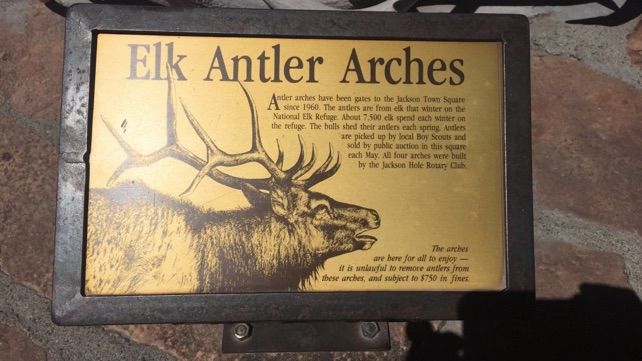 Elk Antler Arches
Antler arches have been gates to the Jackson Town Square
since 1960. The antlers are from elk that winter on the
National Elk Refuge. About 7,500 elk spend each winter on
the refuge. The bulls shed their antlers each spring. Antlers
are picked up by local Boy Scouts and
sold by public auction in this square
each May. All four arches were built
by the Jackson Hole Rotary Club.
The arches
are here for all to enjoy —
it is unlawful to remove antlers from
these arches, and subject to $750 in fines.